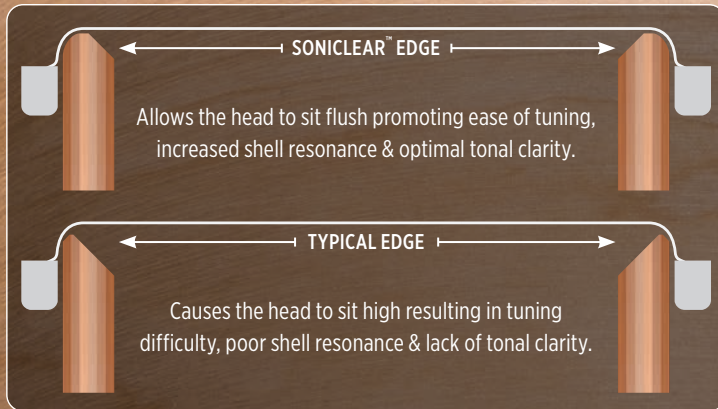 SONICLEAR™ EDGE
Allows the head to sit flush promoting ease of tuning,
increased shell resonance & optimal tonal clarity.
TYPICAL EDGE
Causes the head to sit high resulting in tuning
difficulty, poor shell resonance & lack of tonal clarity.